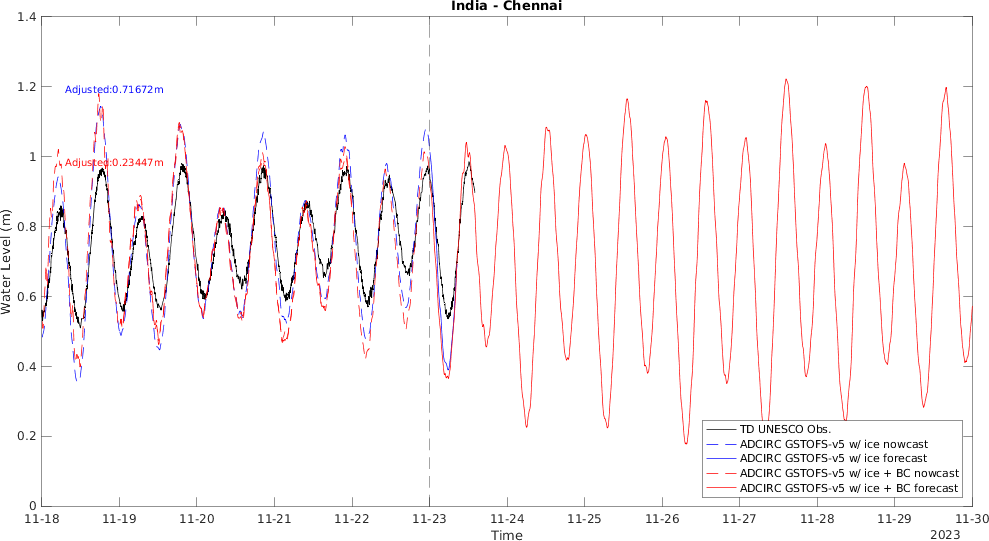 India - Chennai
Water Level (m)
1.4
1.2
1
0.8
0.6
0.4
0.2
0
Adjusted:0.71672m
Adjusted:0.23447m
TD UNESCO Obs.
ADCIRC GSTOFS-v5 w/ ice nowcast
ADCIRC GSTOFS-v5 w/ ice forecast
ADCIRC GSTOFS-v5 w/ ice + BC nowcast
ADCIRC GSTOFS-v5 w/ ice + BC forecast
11-18 11-19 11-20 11-21 11-22 11-23 11-24 11-25 11-26 11-27 11-28 11-29 11-30
Time
2023